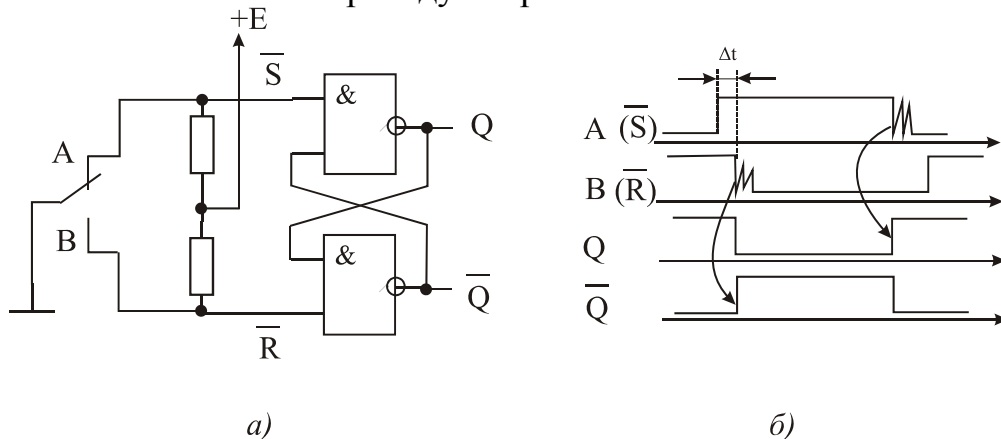 +E
S̅
&
Q
A
B
&
Q̅
R̅
а)
Δt
A (S̅)
B (R̅)
Q
Q̅
б)